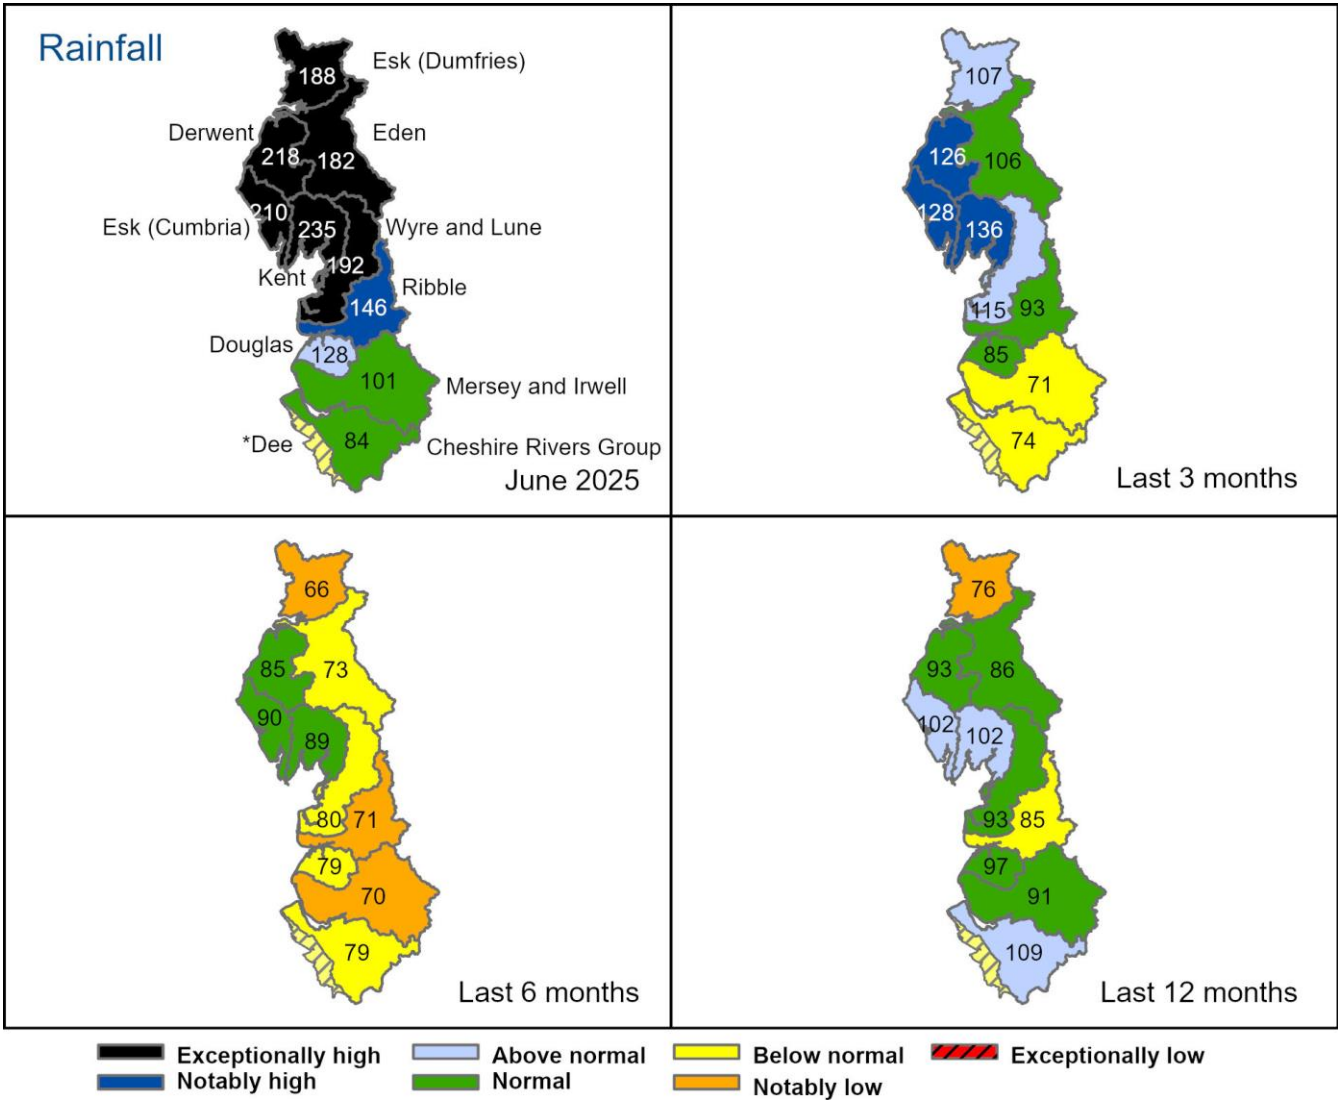 Rainfall
188
Esk (Dumfries)
Derwent
Eden
218
182
210
Esk (Cumbria)
235
Wyre and Lune
192
Kent
Ribble
146
Douglas
128
101
Mersey and Irwell
*Dee
84
Cheshire Rivers Group
June 2025
107
126
106
128
136
115
93
85
71
74
Last 3 months
66
85
73
90
89
80
71
79
70
79
Last 6 months
76
93
86
102
102
93
85
97
91
109
Last 12 months
Exceptionally high
Above normal
Below normal
Exceptionally low
Notably high
Normal
Notably low